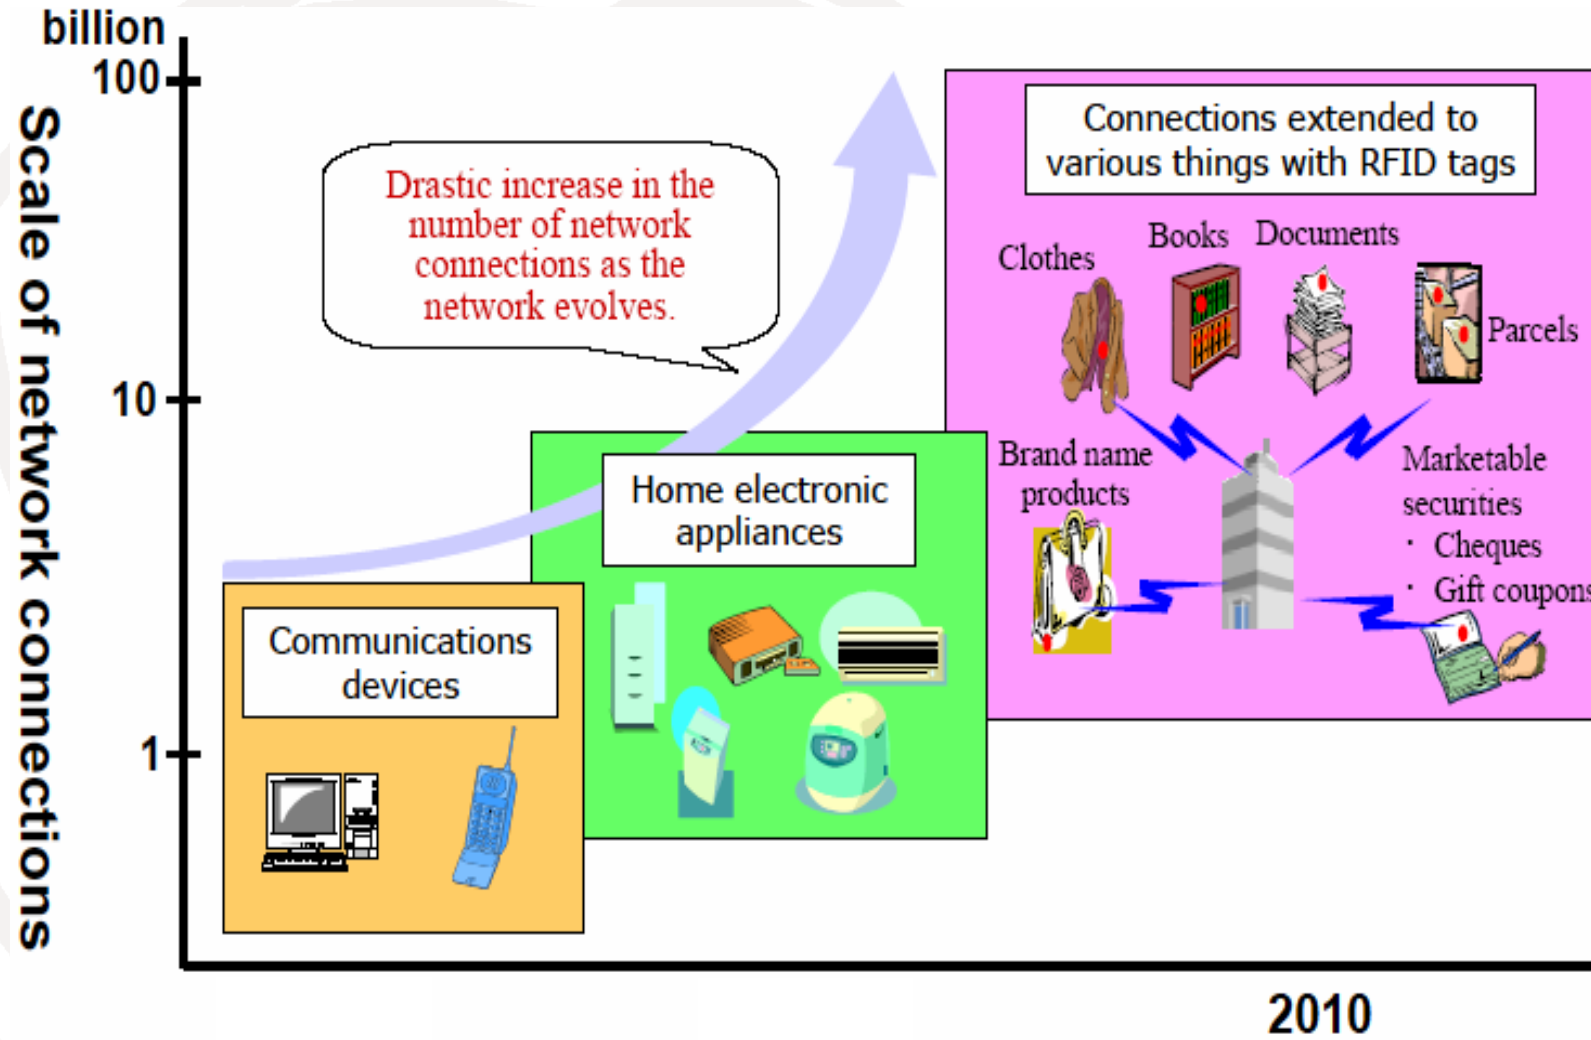 billion
100
10
1
Scale of network connections
Drastic increase in the
number of network
connections as the
network evolves.
Communications
devices
Home electronic
appliances
Connections extended to
various things with RFID tags
Clothes
Books
Documents
Parcels
Brand name
products
Marketable
securities
・ Cheques
・ Gift coupons
2010